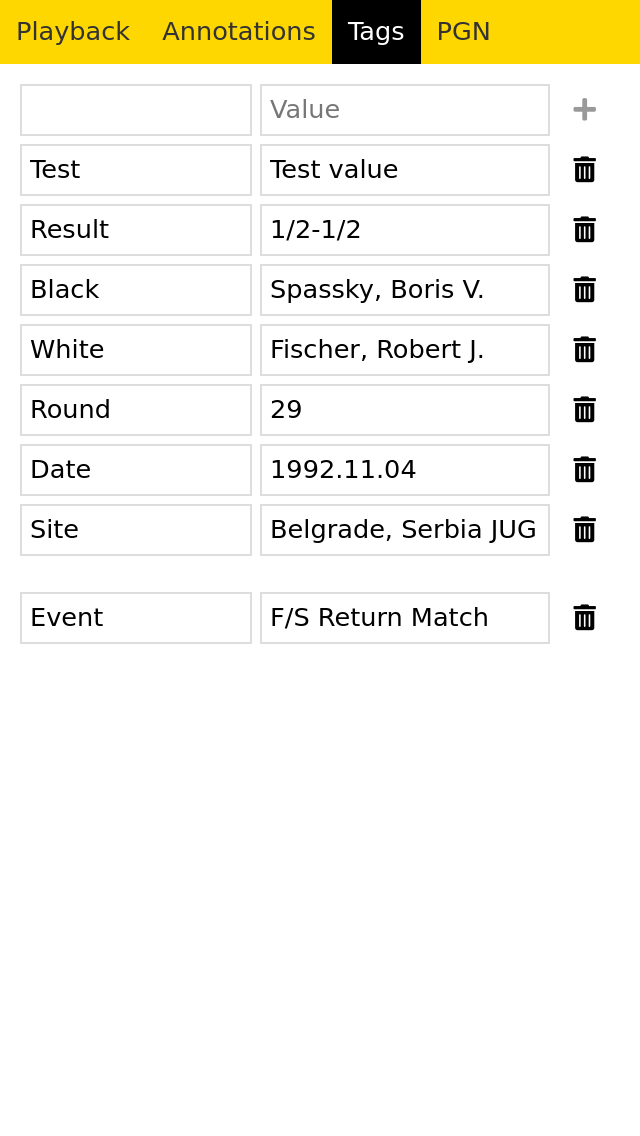 Playback Annotations Tags PGN
Value
Test Test value
Result 1/2-1/2
Black Spassky, Boris V.
White Fischer, Robert J.
Round 29
Date 1992.11.04
Site Belgrade, Serbia JUG
Event F/S Return Match